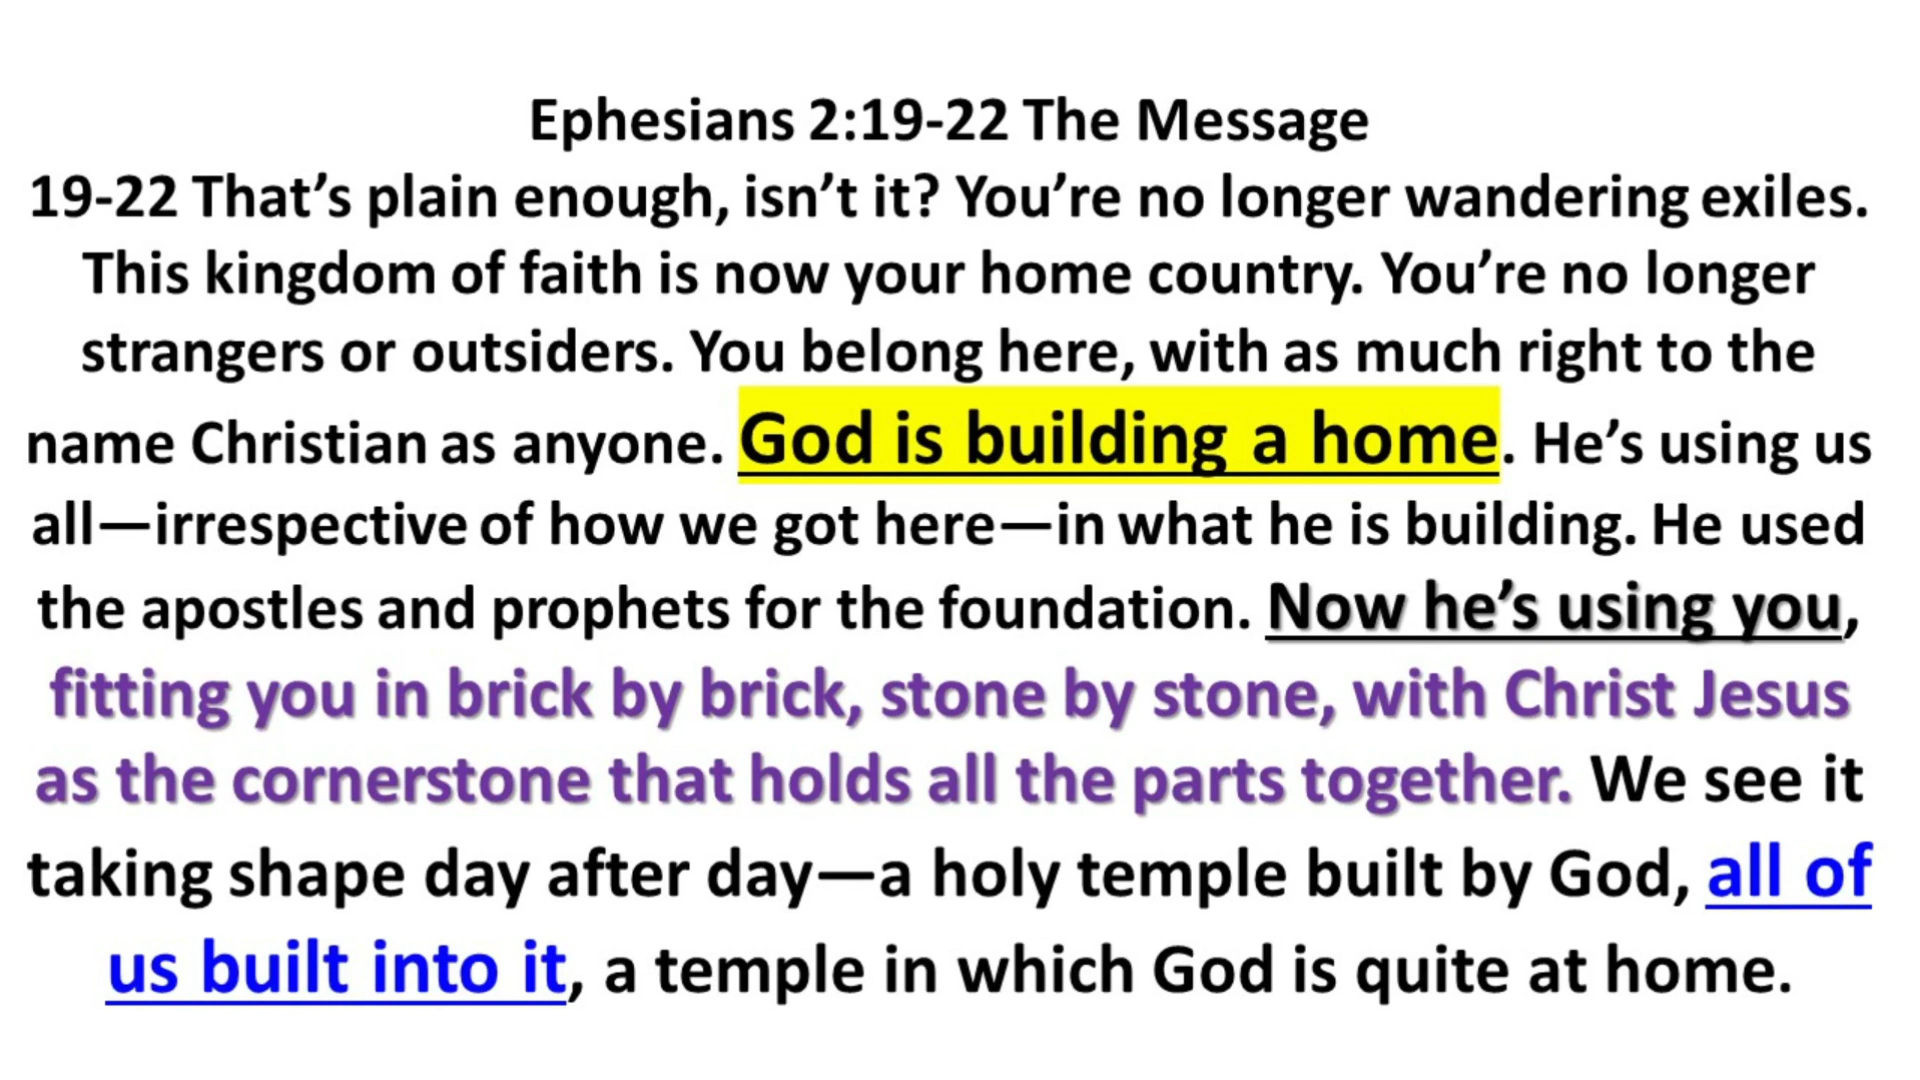 Ephesians 2:19-22 The Message
19-22 That’s plain enough, isn’t it? You’re no longer wandering exiles.
This kingdom of faith is now your home country. You’re no longer
strangers or outsiders. You belong here, with as much right to the
name Christian as anyone. God is building a home. He’s using us
all—irrespective of how we got here—in what he is building. He used
the apostles and prophets for the foundation. Now he’s using you,
fitting you in brick by brick, stone by stone, with Christ Jesus
as the cornerstone that holds all the parts together. We see it
taking shape day after day—a holy temple built by God, all of
us built into it, a temple in which God is quite at home.